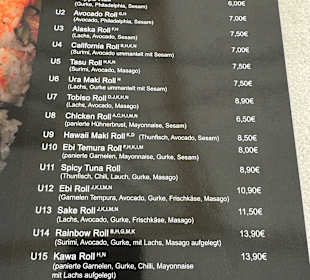 (Gurke, Philadelphia, Sesam) 6,00€
U2 Avocado Roll
(Avocado, Philadelphia, Sesam) 7,00€
U3 Alaska Roll
(Lachs, Avocado, Sesam) 7,50€
U4 California Roll B,H,K,N
(Surimi, Avocado ummantelt mit Sesam) 7,00€
U5 Tasu Roll H,K,N
(Lachs, Avocado, Masago) 7,50€
U6 Ura Maki Roll H
(Lachs, Gurke ummantelt mit Sesam) 7,50€
U7 Tobiso Roll D,J,K,H,N
(Lachs, Avocado, Masago) 8,90€
U8 Chicken Roll A,C,H,I,M,N
(panierte Hühnerbrust, Mayonnaise, Sesam) 6,50€
U9 Hawaii Maki Roll K,D (Thunfisch, Avocado, Sesam) 8,50€
U10 Ebi Temura Roll F,H,K,I,M
(panierte Garnelen, Mayonnaise, Gurke, Sesam) 8,00€
U11 Spicy Tuna Roll
(Thunfisch, Chili, Lauch, Gurke, Masago) 8,90€
U12 Ebi Roll J,K,I,M,N
(Garnelen Tempura, Avocado, Gurke, Frischkäse, Masago) 10,90€
U13 Sake Roll J,K,I,M,N
(Lachs, Avocado, Gurke, Frischkäse, Masago) 11,50€
U14 Rainbow Roll B,H,G,M,K
(Surimi, Avocado, Gurke, mit Lachs, Masago aufgelegt) 13,90€
U15 Kawa Roll H,N
(panierte Garnelen, Gurke, Chilli, Mayonnaise 13,90€
mit Lachs aufgelegt)